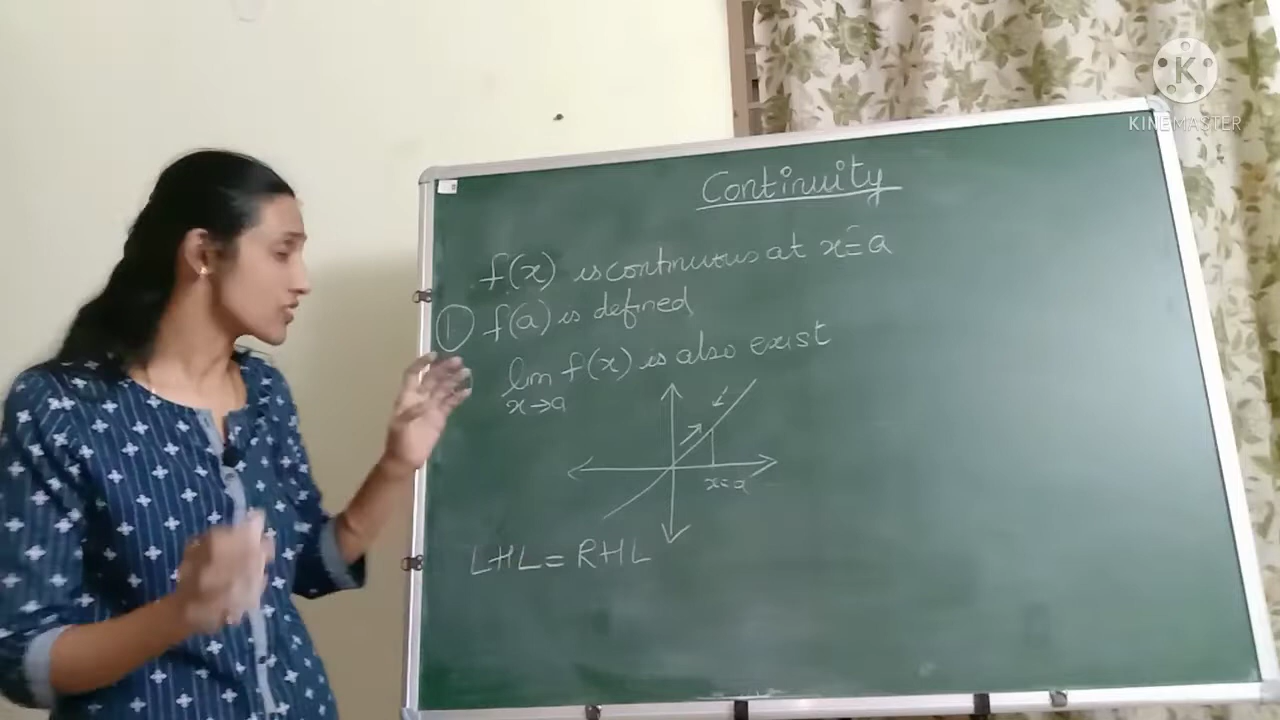 K
KINEMASTER
Continuity
f(x) is continuous at x=a
① f(a) is defined
lim f(x) is also exist
x→a
x=a
LHL = RHL